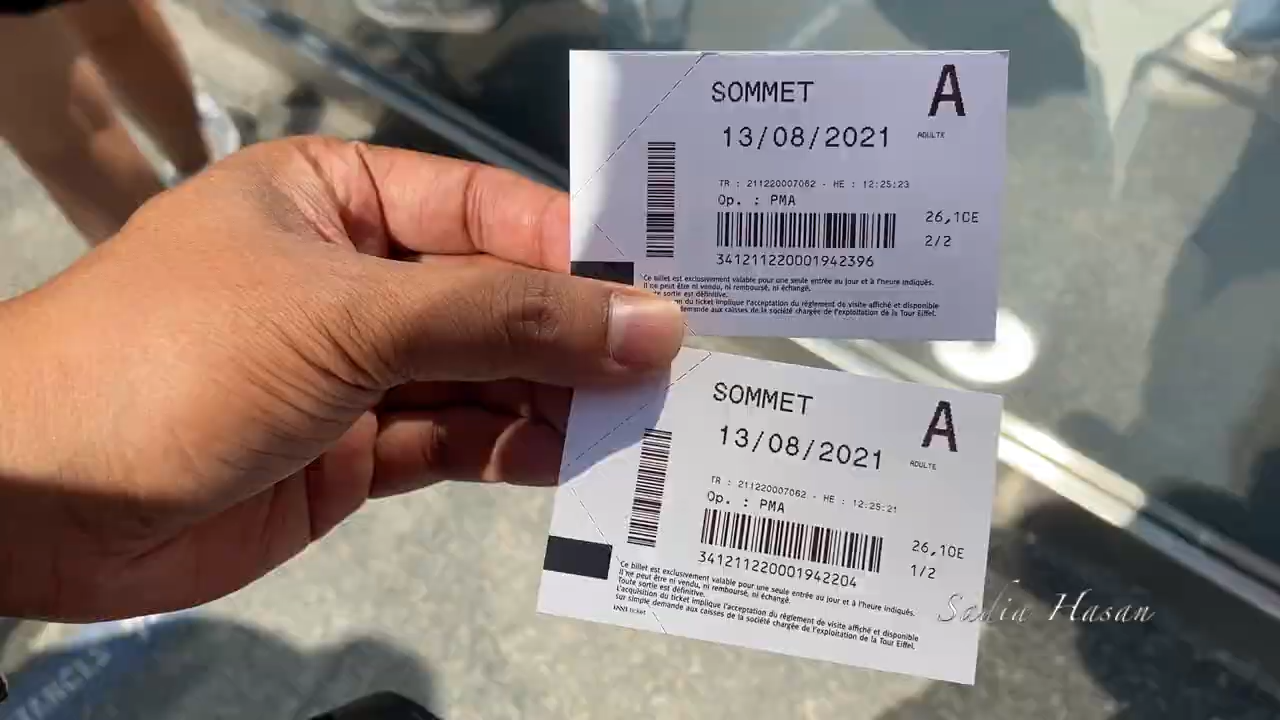 SOMMET
A
13/08/2021
ADULTE
TR : 211220007062 - HE : 12:25:23
Op. : PMA
26,10E
2/2
341211220001942396
Ce billet est exclusivement valable pour une seule entrée au jour et à l'heure indiqués.
Il ne peut être ni vendu, ni remboursé, ni échangé.
sortie est définitive.
du ticket implique l'acceptation du règlement de visite affiché et disponible
demande aux caisses de la société chargée de l'exploitation de la Tour Eiffel.
SOMMET
A
13/08/2021
ADULTE
TR : 211220007062 - HE : 12:25:21
Op. : PMA
26,10E
1/2
341211220001942204
Ce billet est exclusivement valable pour une seule entrée au jour et à l'heure indiqués.
Il ne peut être ni vendu, ni remboursé, ni échangé.
Toute sortie est définitive.
L'acquisition du ticket implique l'acceptation du règlement de visite affiché et disponible
sur simple demande aux caisses de la société chargée de l'exploitation de la Tour Eiffel.
Sadia Hasan